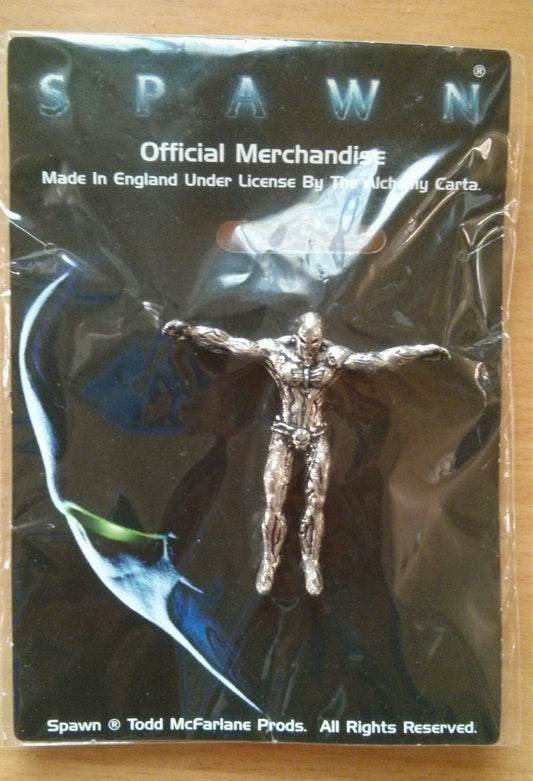 SPAWN®
Official Merchandise
Made In England Under License By The Alchemy Carta.
Spawn ® Todd McFarlane Prods. All Rights Reserved.